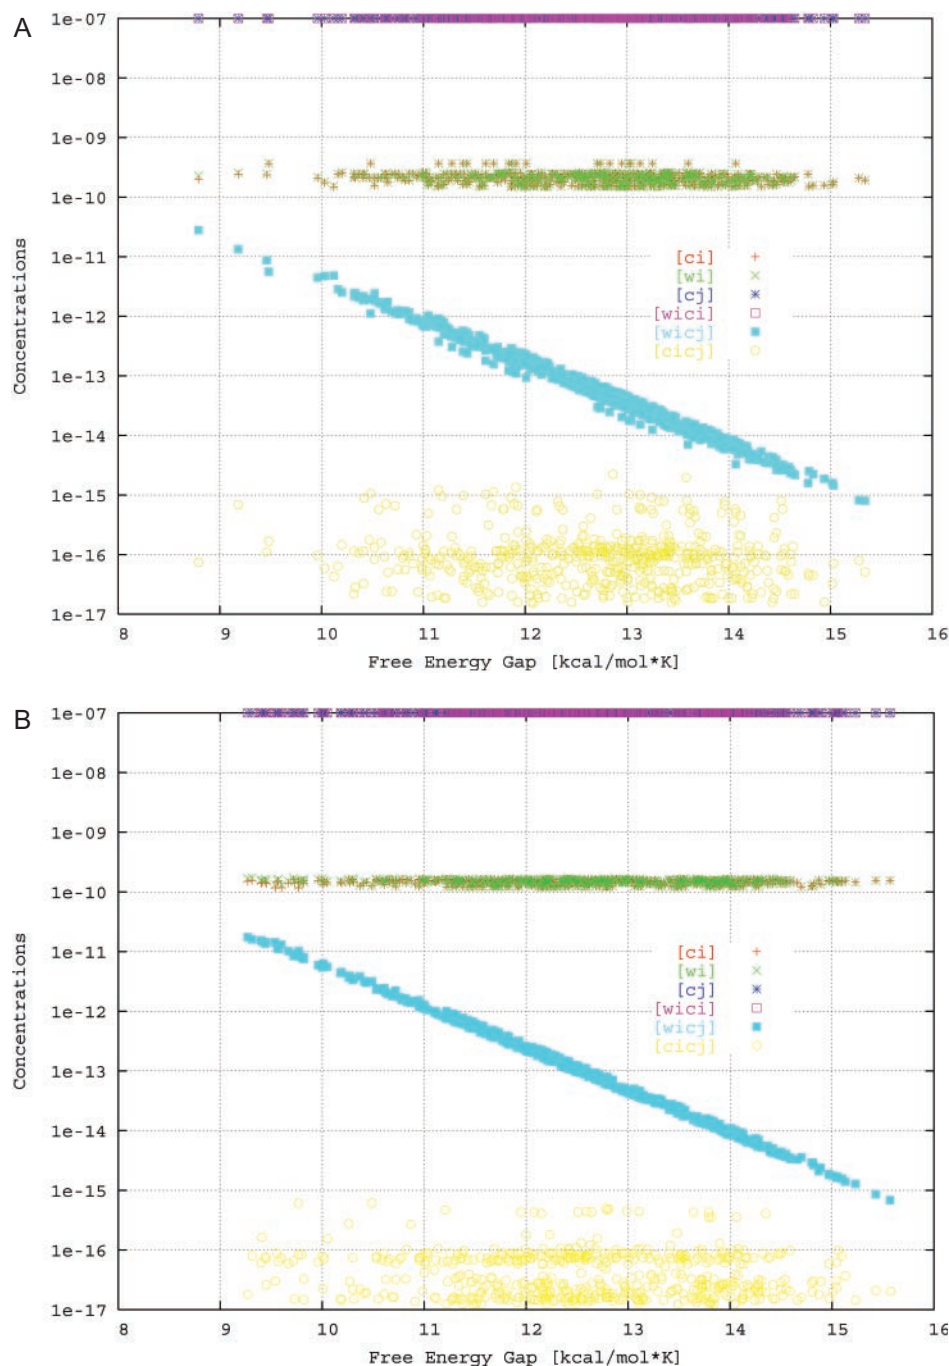 A
1e-07
1e-08
1e-09
1e-10
1e-11
1e-12
1e-13
1e-14
1e-15
1e-16
1e-17
Concentrations
[ci]
[wi]
[cj]
[wici]
[wicj]
[cicj]
8 9 10 11 12 13 14 15 16
Free Energy Gap [kcal/mol*K]
B
1e-07
1e-08
1e-09
1e-10
1e-11
1e-12
1e-13
1e-14
1e-15
1e-16
1e-17
Concentrations
[ci]
[wi]
[cj]
[wici]
[wicj]
[cicj]
8 9 10 11 12 13 14 15 16
Free Energy Gap [kcal/mol*K]